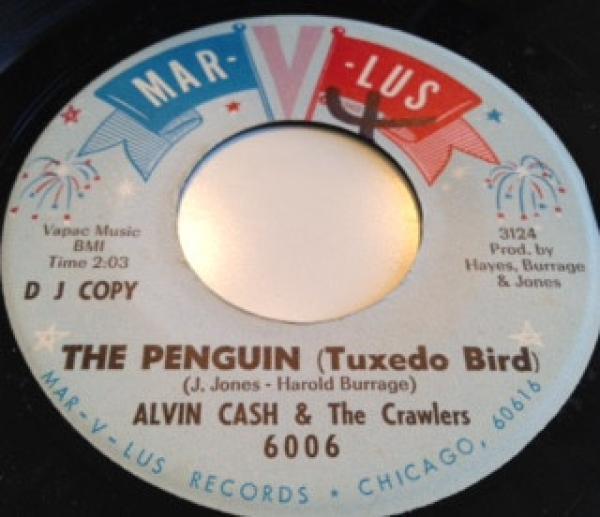 MAR-V-LUS
Vapac Music
BMI
Time 2:03
D J COPY
3124
Prod. by
Hayes, Burrage
& Jones
THE PENGUIN (Tuxedo Bird)
(J. Jones - Harold Burrage)
ALVIN CASH & The Crawlers
6006
MAR-V-LUS RECORDS • CHICAGO, 60616